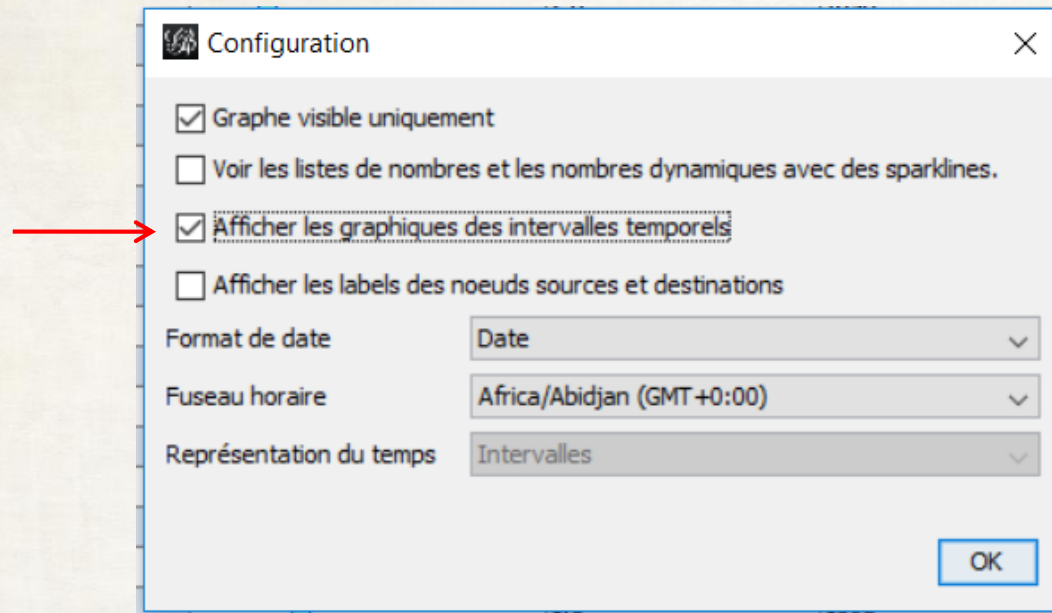 Configuration
Graphe visible uniquement
Voir les listes de nombres et les nombres dynamiques avec des sparklines.
Afficher les graphiques des intervalles temporels
Afficher les labels des noeuds sources et destinations
Format de date Date
Fuseau horaire Africa/Abidjan (GMT+0:00)
Représentation du temps Intervalles
OK